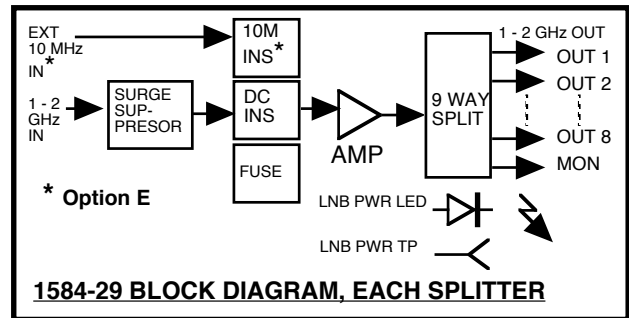 EXT
10 MHz
IN*
10M
INS*
1 - 2 GHz OUT
OUT 1
OUT 2
OUT 8
MON
1 - 2
GHz
IN
SURGE
SUP-
PRESOR
DC
INS
AMP
9 WAY
SPLIT
FUSE
* Option E
LNB PWR LED
LNB PWR TP
1584-29 BLOCK DIAGRAM, EACH SPLITTER